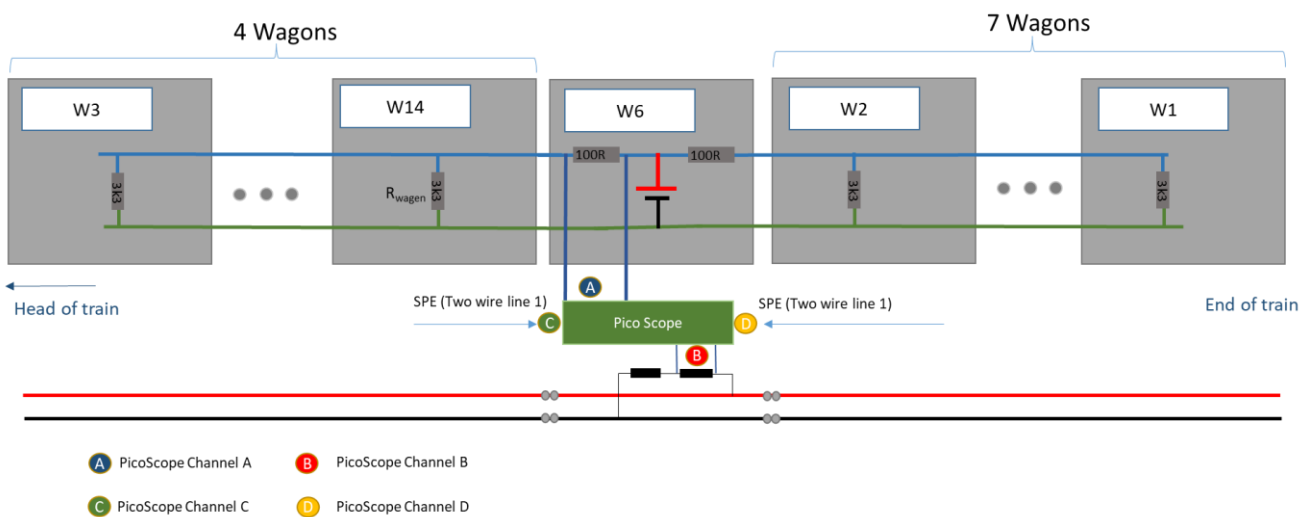 4 Wagons
7 Wagons
W3
W14
W6
W2
W1
100R
100R
3k3
R_wagen
3k3
3k3
3k3
Head of train
SPE (Two wire line 1)
A
SPE (Two wire line 1)
End of train
C
Pico Scope
D
B
A PicoScope Channel A
B PicoScope Channel B
C PicoScope Channel C
D PicoScope Channel D